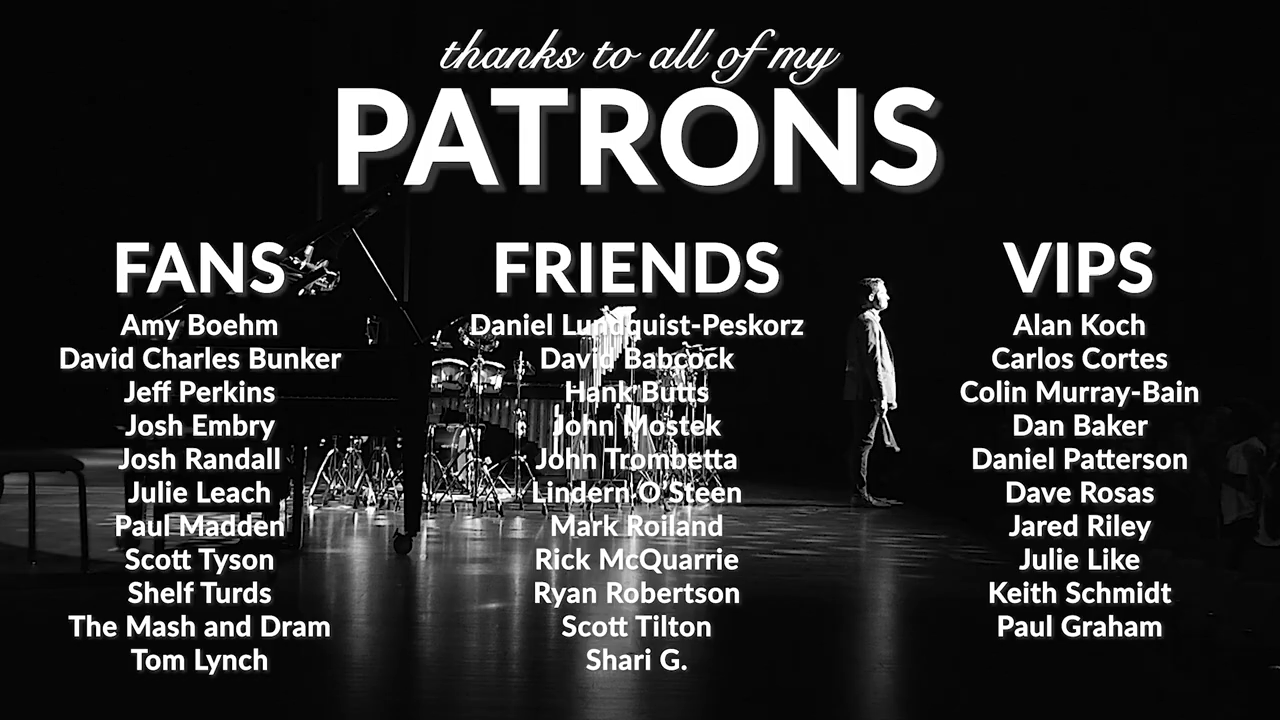 thanks to all of my
PATRONS
FANS
Amy Boehm
David Charles Bunker
Jeff Perkins
Josh Embry
Josh Randall
Julie Leach
Paul Madden
Scott Tyson
Shelf Turds
The Mash and Dram
Tom Lynch
FRIENDS
Daniel Lundquist-Peskorz
David Babcock
Hank Butts
John Mostek
John Trombetta
Lindern O Steen
Mark Roiland
Rick McQuarrie
Ryan Robertson
Scott Tilton
Shari G.
VIPS
Alan Koch
Carlos Cortes
Colin Murray-Bain
Dan Baker
Daniel Patterson
Dave Rosas
Jared Riley
Julie Like
Keith Schmidt
Paul Graham